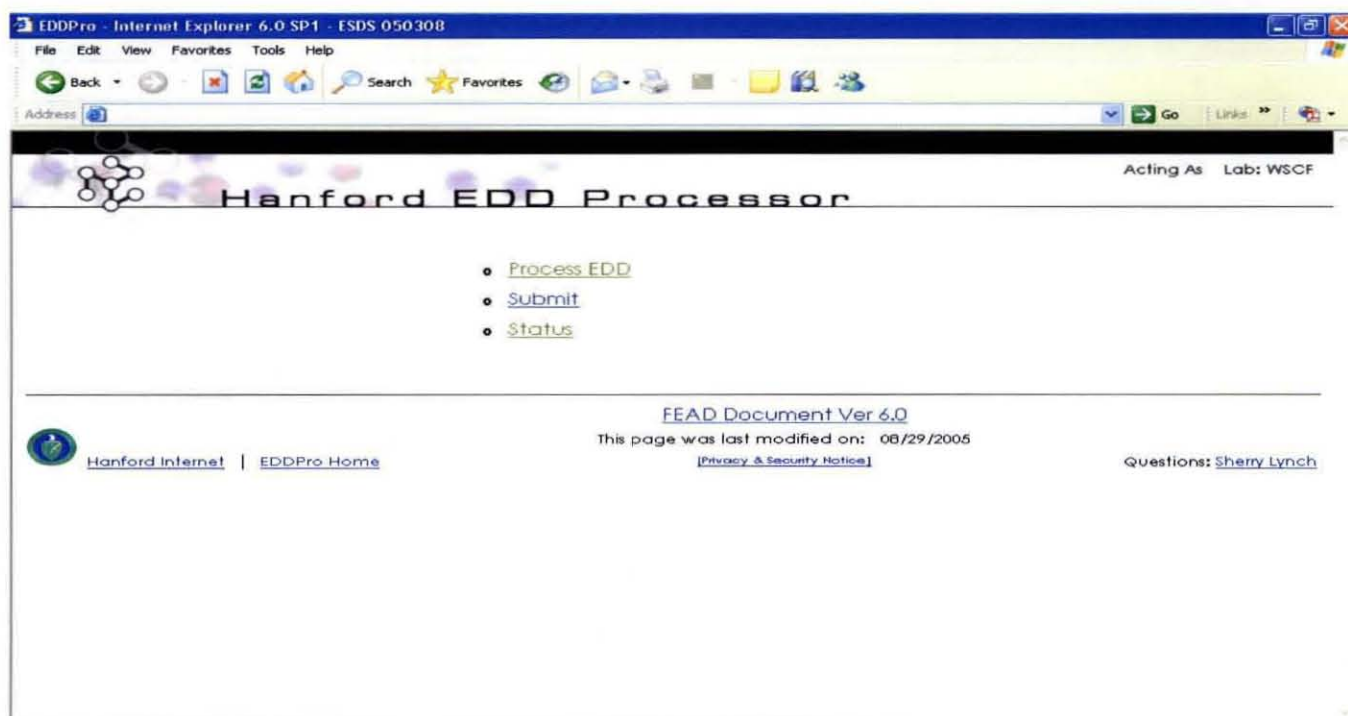 EDDPro - Internet Explorer 6.0 SP1 - ESDS 050308
File Edit View Favorites Tools Help
Back Search Favorites
Address Go Links »
Acting As Lab: WSCF
Hanford EDD Processor
Process EDD
Submit
Status
FEAD Document Ver 6.0
This page was last modified on: 08/29/2005
Hanford Internet | EDDPro Home [Privacy & Security Notice] Questions: Sherry Lynch